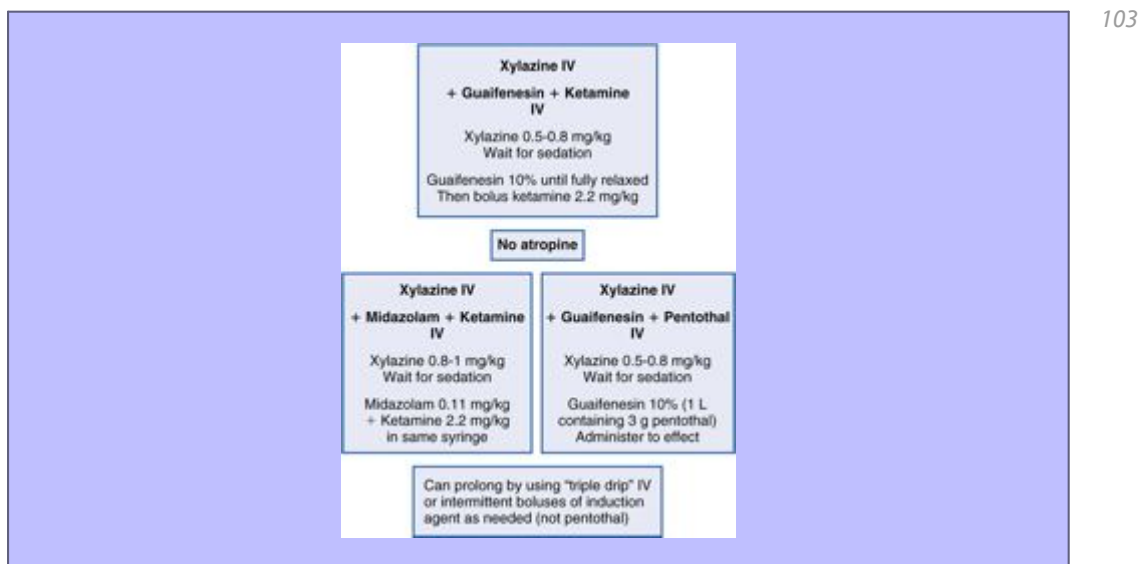 103
Xylazine IV
+ Guaifenesin + Ketamine
IV
Xylazine 0.5-0.8 mg/kg
Wait for sedation
Guaifenesin 10% until fully relaxed
Then bolus ketamine 2.2 mg/kg
No atropine
Xylazine IV
+ Midazolam + Ketamine
IV
Xylazine 0.8-1 mg/kg
Wait for sedation
Midazolam 0.11 mg/kg
+ Ketamine 2.2 mg/kg
in same syringe
Xylazine IV
+ Guaifenesin + Pentothal
IV
Xylazine 0.5-0.8 mg/kg
Wait for sedation
Guaifenesin 10% (1 L
containing 3 g pentothal)
Administer to effect
Can prolong by using "triple drip" IV
or intermittent boluses of induction
agent as needed (not pentothal)